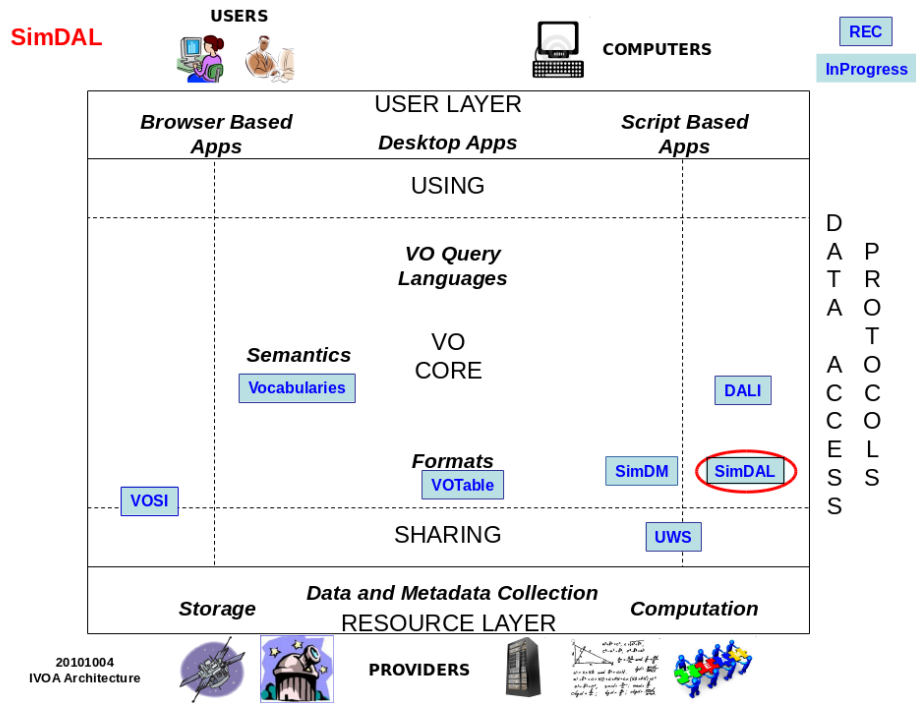 SimDAL
USERS
COMPUTERS
REC
InProgress
USER LAYER
Browser Based
Apps
Desktop Apps
Script Based
Apps
USING
VO Query
Languages
VO
CORE
Semantics
Vocabularies
DALI
Formats
VOTable
SimDM
SimDAL
VOSI
SHARING
UWS
DATA ACCESS
PROTOCOLS
Data and Metadata Collection
Storage
Computation
RESOURCE LAYER
20101004
IVOA Architecture
PROVIDERS